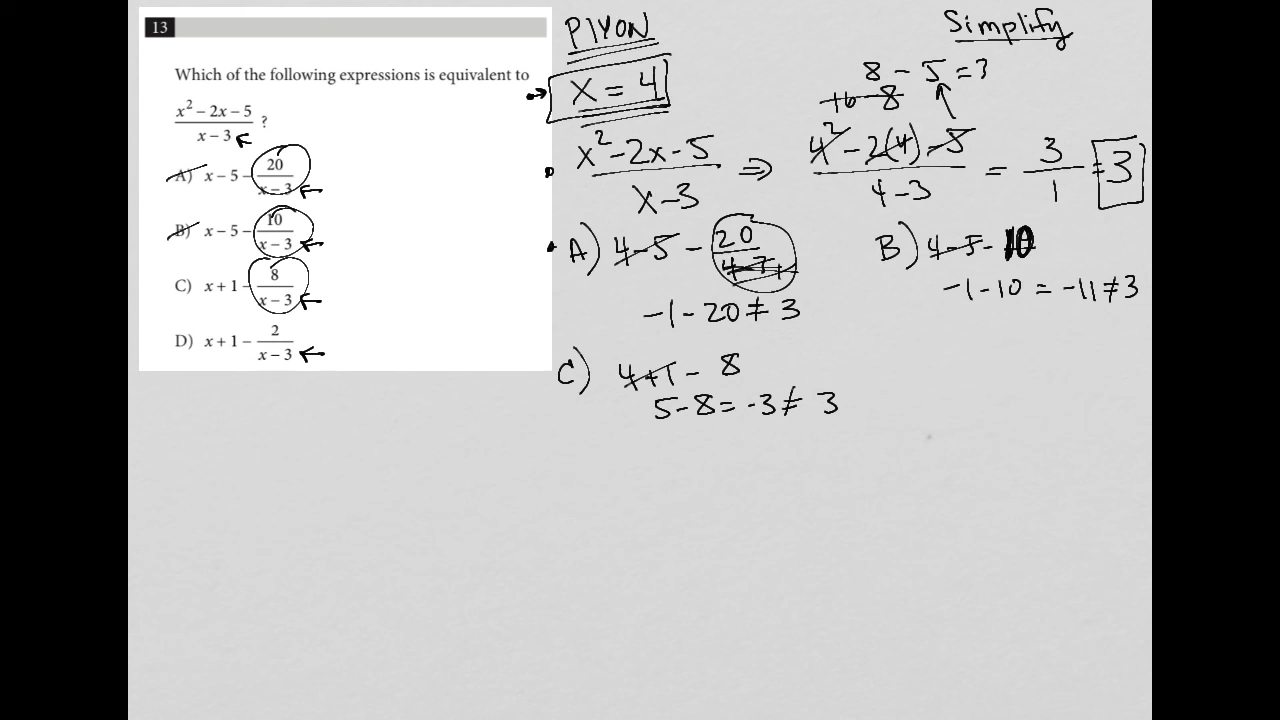 13
Which of the following expressions is equivalent to
x² – 2x – 5 / x – 3 ?
A) x – 5 – 20 / x – 3
B) x – 5 – 10 / x – 3
C) x + 1 – 8 / x – 3
D) x + 1 – 2 / x – 3
PIYON
x = 4
x² - 2x - 5 / x - 3 ⇒
Simplify
8 - 5 = 3
16 - 8
4² - 2(4) - 5 / 4 - 3 = 3 / 1 = 3
A) 4 - 5 - 20 / 4-3 1
-1 - 20 ≠ 3
B) 4 - 5 - 10
-1 - 10 = -11 ≠ 3
C) 4+1 - 8
5 - 8 = -3 ≠ 3